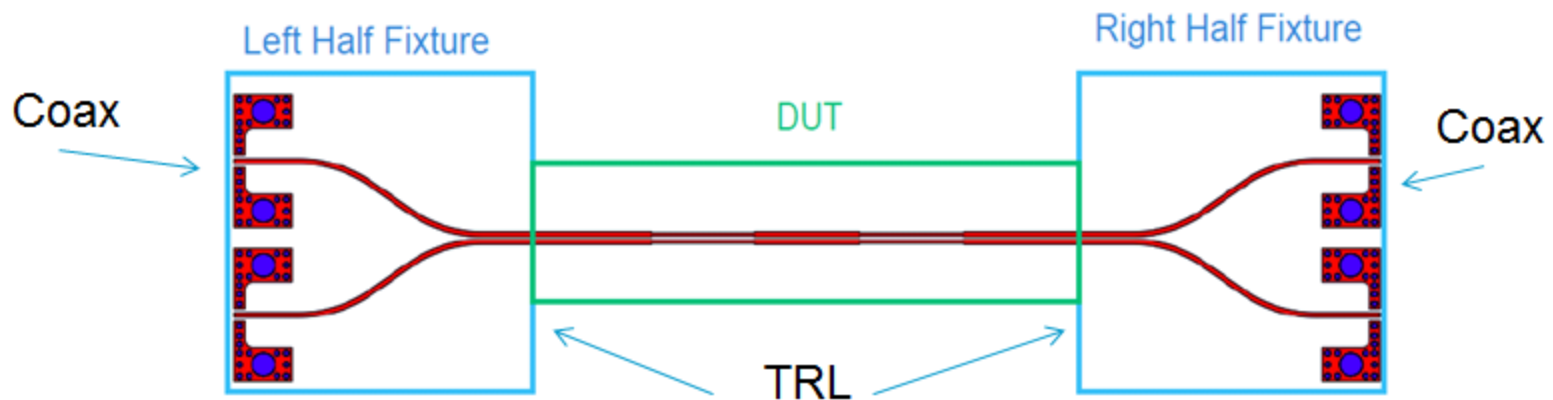 Left Half Fixture
Right Half Fixture
Coax
DUT
Coax
TRL